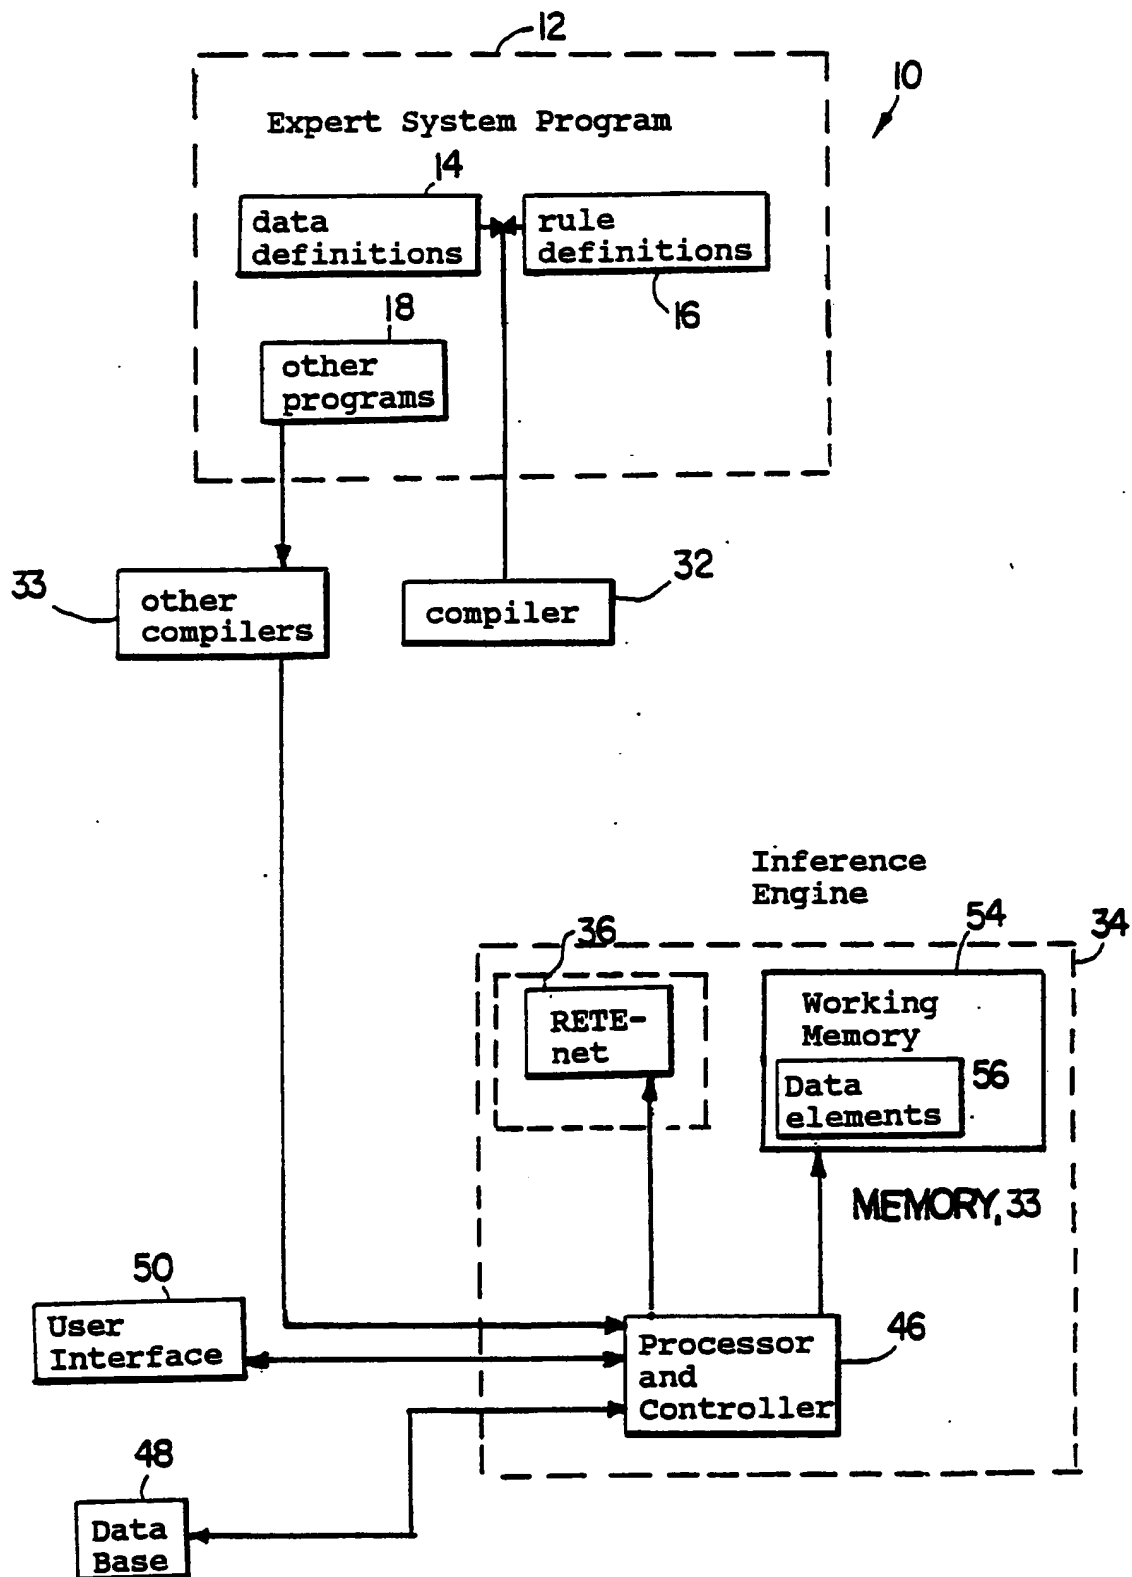 12
10
Expert System Program
14
data
definitions
rule
definitions
16
18
other
programs
33
other
compilers
32
compiler
Inference
Engine
36
54
34
RETE-
net
Working
Memory
Data
elements
56
MEMORY, 33
50
User
Interface
Processor
and
Controller
46
48
Data
Base